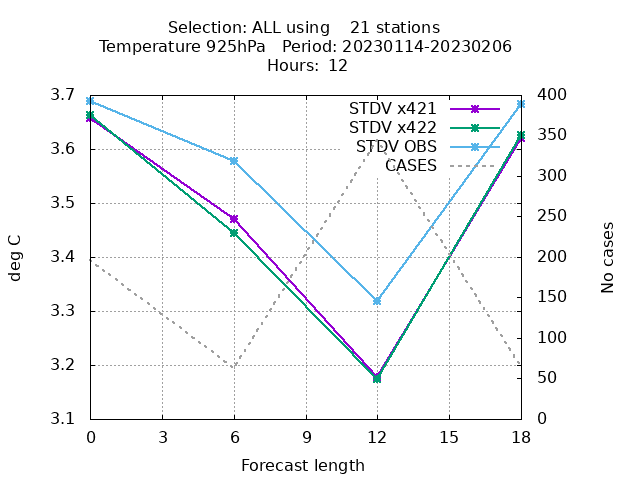 Selection: ALL using    21 stations
Temperature 925hPa   Period: 20230114-20230206
Hours:  12
3.7
3.6
3.5
3.4
3.3
3.2
3.1
400
350
300
250
200
150
100
50
0
STDV x421
STDV x422
STDV OBS
CASES
deg C
No cases
0 3 6 9 12 15 18
Forecast length